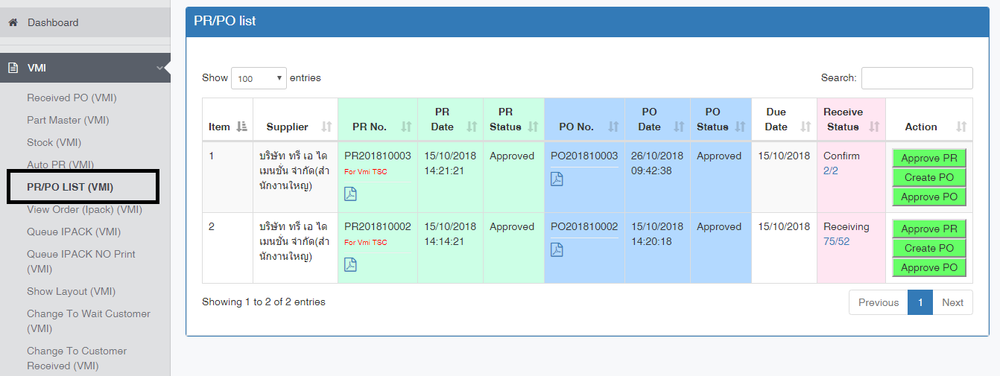 Dashboard
VMI
Received PO (VMI)
Part Master (VMI)
Stock (VMI)
Auto PR (VMI)
PR/PO LIST (VMI)
View Order (Ipack) (VMI)
Queue IPACK (VMI)
Queue IPACK NO Print
(VMI)
Show Layout (VMI)
Change To Wait Customer
(VMI)
Change To Customer
Received (VMI)
PR/PO list
Show 100 entries
Search:
Item
Supplier
PR No.
PR
Date
PR
Status
PO No.
PO
Date
PO
Status
Due
Date
Receive
Status
Action
1
บริษัท ทรี เอ ได
เมนชั่น จำกัด(สำ
นักงานใหญ)
PR201810003
For Vmi TSC
15/10/2018
14:21:21
Approved
PO201810003
26/10/2018
09:42:38
Approved
15/10/2018
Confirm
2/2
Approve PR
Create PO
Approve PO
2
บริษัท ทรี เอ ได
เมนชั่น จำกัด(สำ
นักงานใหญ)
PR201810002
For Vmi TSC
15/10/2018
14:14:21
Approved
PO201810002
15/10/2018
14:20:18
Approved
15/10/2018
Receiving
75/52
Approve PR
Create PO
Approve PO
Showing 1 to 2 of 2 entries
Previous 1 Next